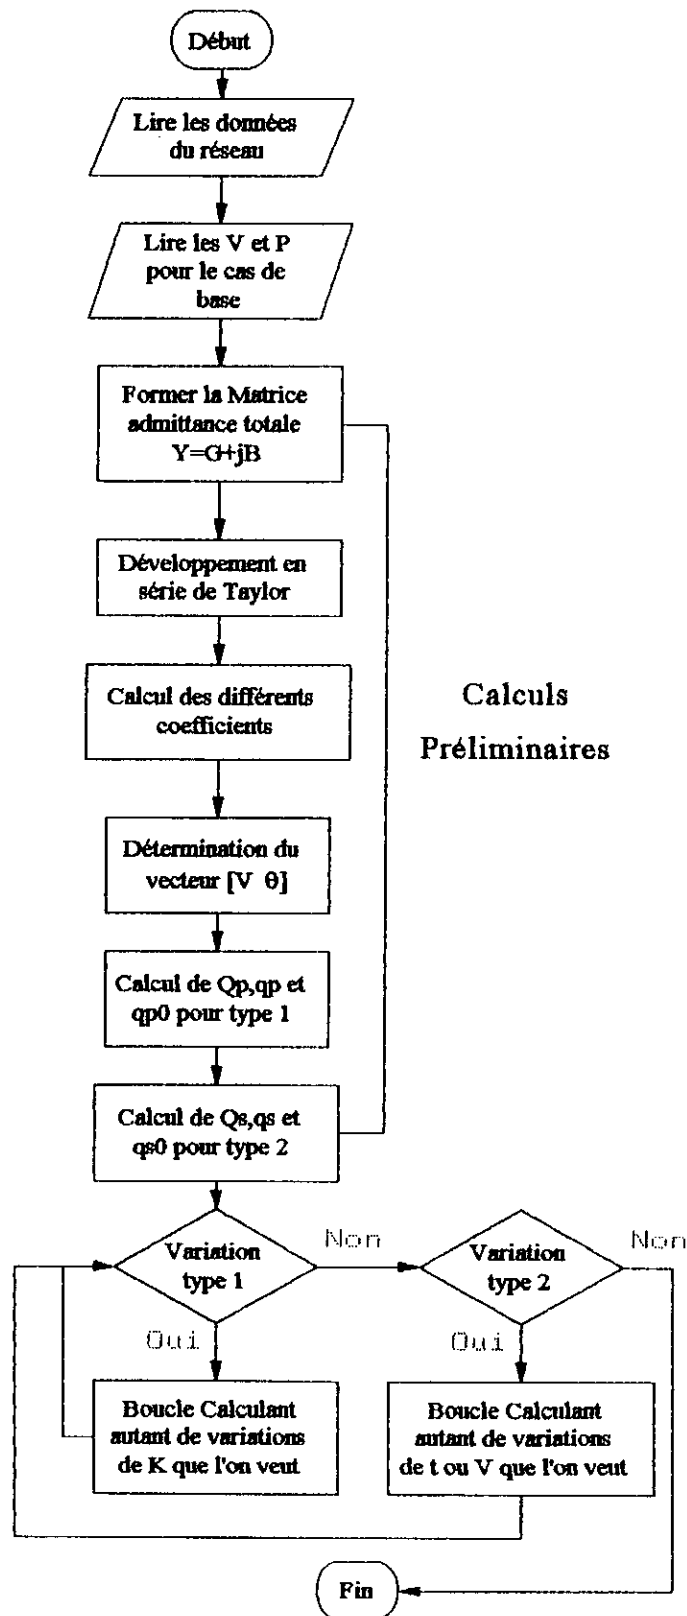 Début
Lire les données
du réseau
Lire les V et P
pour le cas de
base
Former la Matrice
admittance totale
Y=G+jB
Développement en
série de Taylor
Calcul des différents
coefficients
Calculs
Préliminaires
Détermination du
vecteur [V θ]
Calcul de Qp,qp et
qp0 pour type 1
Calcul de Qs,qs et
qs0 pour type 2
Variation
type 1
Non
Variation
type 2
Non
Oui
Oui
Boucle Calculant
autant de variations
de K que l'on veut
Boucle Calculant
autant de variations
de t ou V que l'on veut
Fin